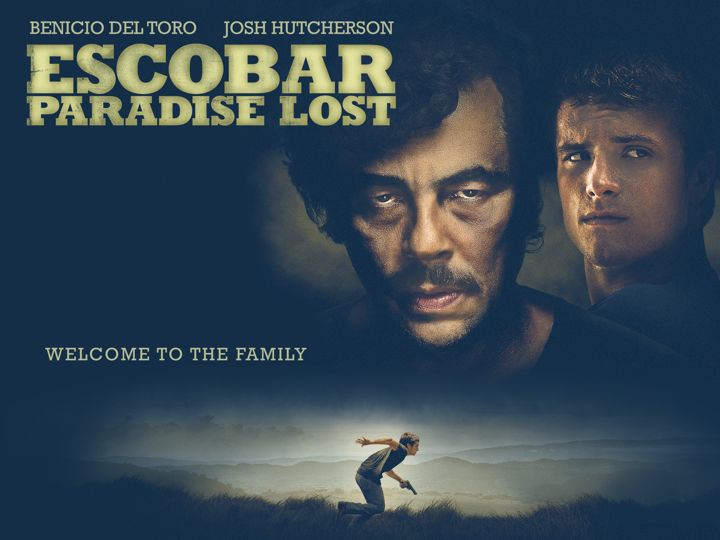 BENICIO DEL TORO JOSH HUTCHERSON
ESCOBAR
PARADISE LOST
WELCOME TO THE FAMILY